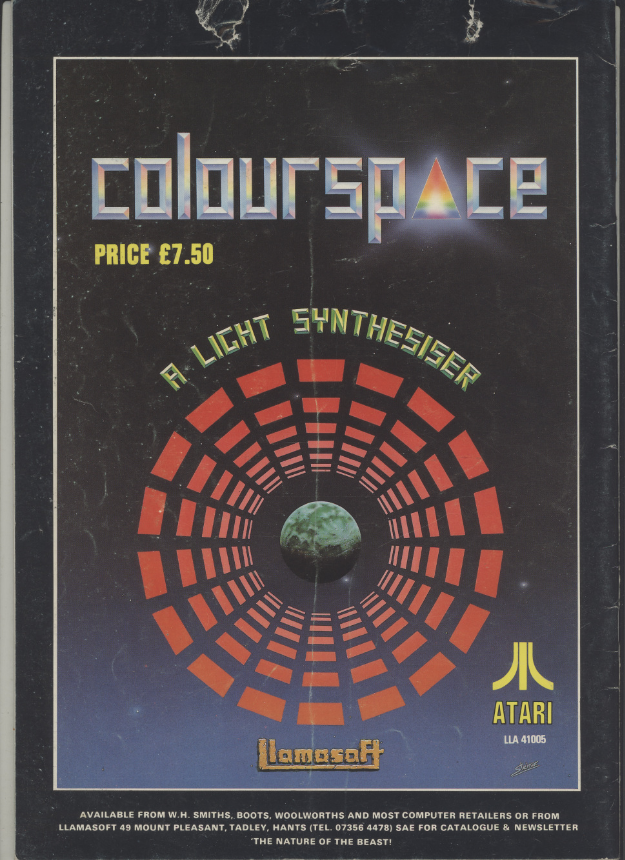 colourspace
PRICE £7.50
A LIGHT SYNTHESISER
ATARI
LLA 41005
llamasoft
AVAILABLE FROM W.H. SMITHS, BOOTS, WOOLWORTHS AND MOST COMPUTER RETAILERS OR FROM
LLAMASOFT 49 MOUNT PLEASANT, TADLEY, HANTS (TEL. 07356 4478) SAE FOR CATALOGUE & NEWSLETTER
'THE NATURE OF THE BEAST!